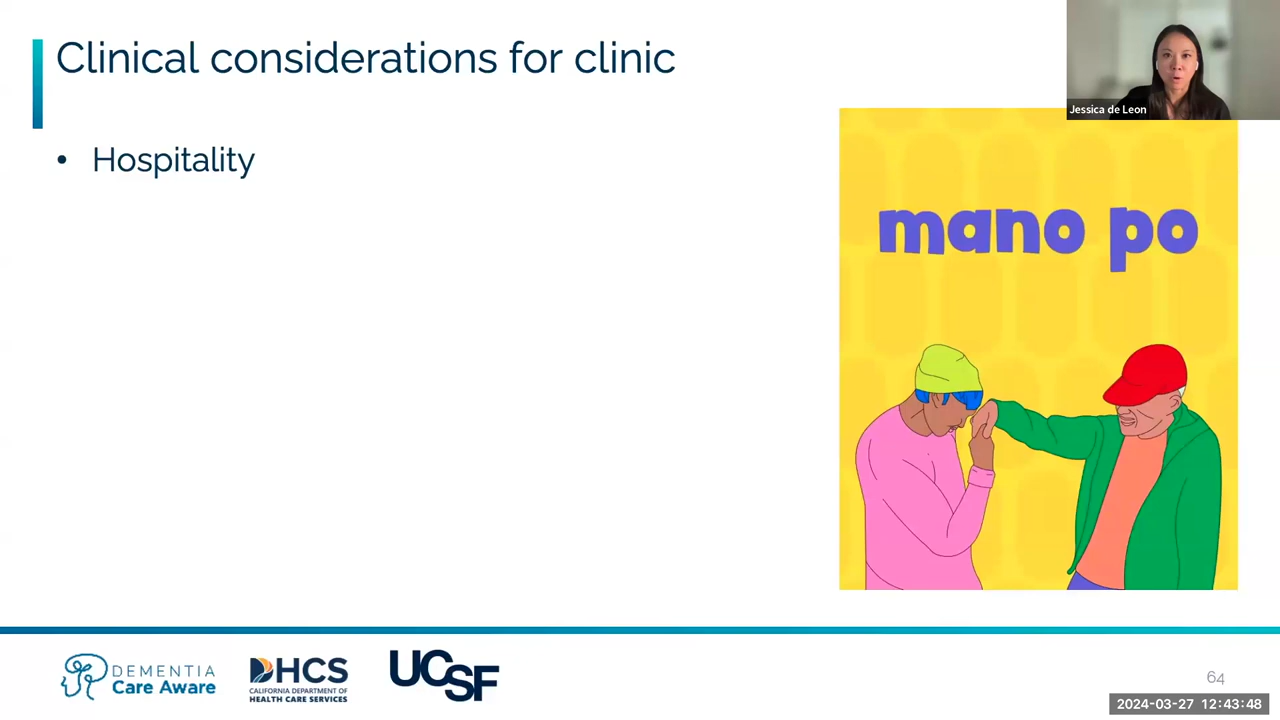 Clinical considerations for clinic
Jessica de Leon
• Hospitality
mano po
DEMENTIA
Care Aware
DHCS
CALIFORNIA DEPARTMENT OF
HEALTH CARE SERVICES
UCSF
64
2024-03-27 12:43:48